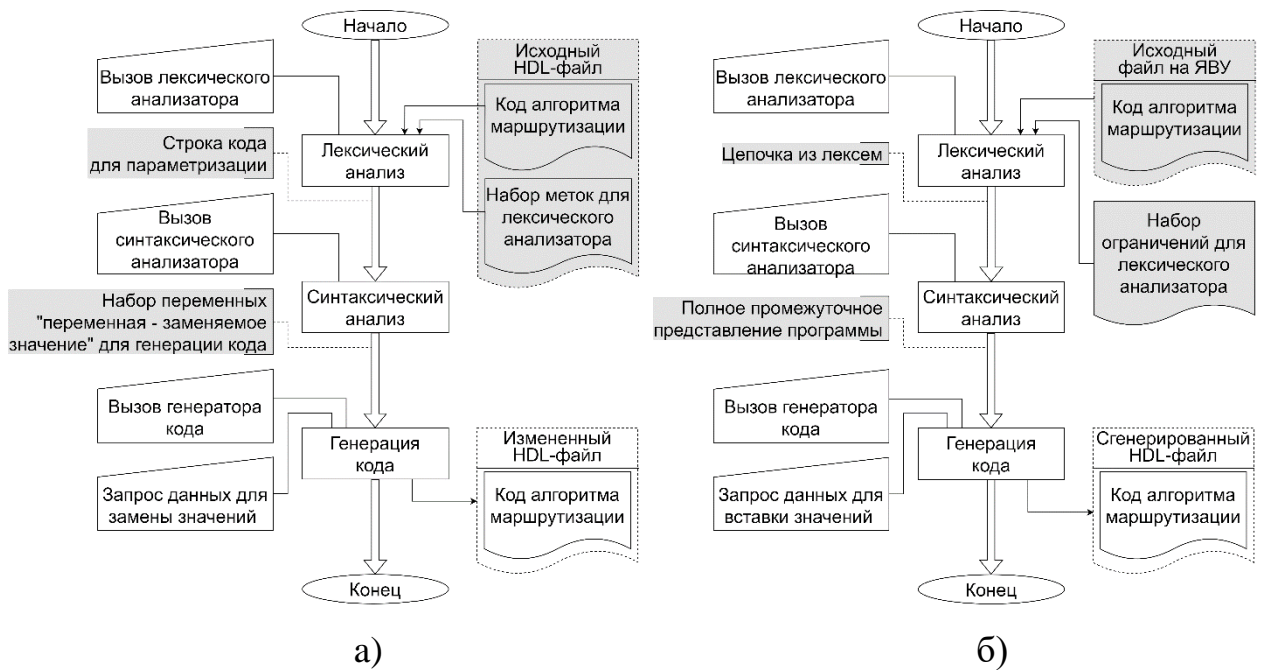 Начало
Вызов лексического
анализатора
Исходный
HDL-файл
Код алгоритма
маршрутизации
Строка кода
для параметризации
Лексический
анализ
Набор меток для
лексического
анализатора
Вызов
синтаксического
анализатора
Набор переменных
"переменная - заменяемое
значение" для генерации кода
Синтаксический
анализ
Вызов генератора
кода
Генерация
кода
Измененный
HDL-файл
Код алгоритма
маршрутизации
Запрос данных для
замены значений
Конец
а)
Начало
Вызов лексического
анализатора
Исходный
файл на ЯВУ
Код алгоритма
маршрутизации
Цепочка из лексем
Лексический
анализ
Набор
ограничений для
лексического
анализатора
Вызов
синтаксического
анализатора
Полное промежуточное
представление программы
Синтаксический
анализ
Вызов генератора
кода
Генерация
кода
Сгенерированный
HDL-файл
Код алгоритма
маршрутизации
Запрос данных для
вставки значений
Конец
б)